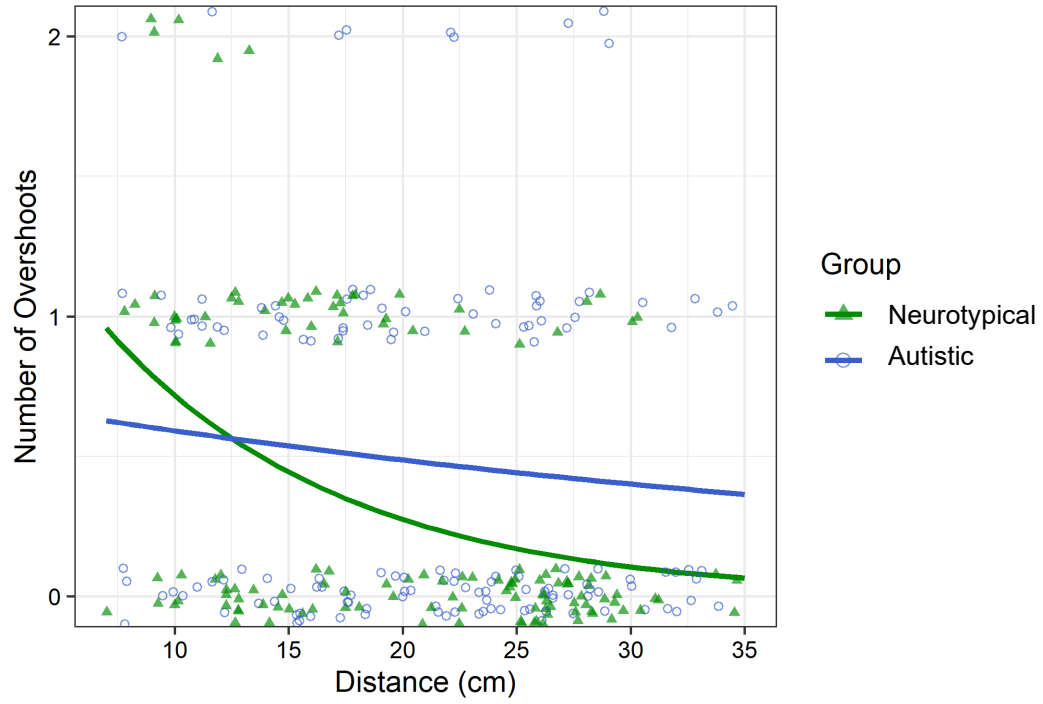 Number of Overshoots
2
1
0
10 15 20 25 30 35
Distance (cm)
Group
Neurotypical
Autistic